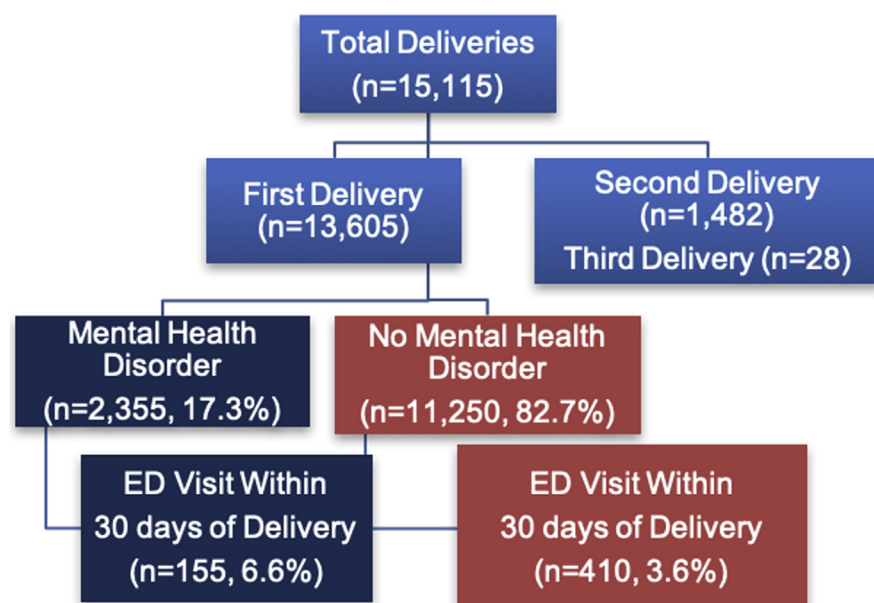 Total Deliveries
(n=15,115)
First Delivery
(n=13,605)
Second Delivery
(n=1,482)
Third Delivery (n=28)
Mental Health
Disorder
(n=2,355, 17.3%)
No Mental Health
Disorder
(n=11,250, 82.7%)
ED Visit Within
30 days of Delivery
(n=155, 6.6%)
ED Visit Within
30 days of Delivery
(n=410, 3.6%)